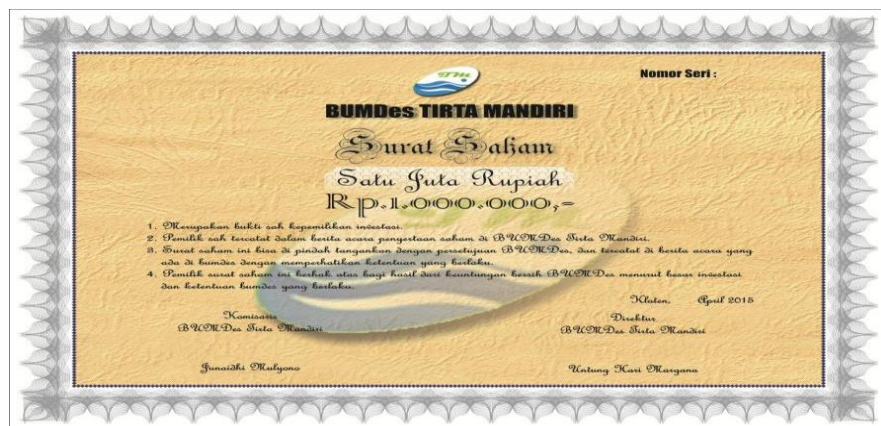 TM
Nomor Seri :
BUMDes TIRTA MANDIRI
Surat Saham
Satu Juta Rupiah
Rp.1.000.000,=
1. Merupakan bukti sah kepemilikan investasi.
2. Pemilik sah tercatat dalam berita acara penyertaan saham di BUMDes Tirta Mandiri.
3. Surat saham ini bisa di pindah tangankan dengan persetujuan BUMDes, dan tercatat di berita acara yang
ada di bumdes dengan memperhatikan ketentuan yang berlaku.
4. Pemilik surat saham ini berhak atas bagi hasil dari keuntungan bersih BUMDes menurut besar investasi
dan ketentuan bumdes yang berlaku.
Klaten, April 2015
Komisaris
BUMDes Tirta Mandiri
Direktur
BUMDes Tirta Mandiri
Junaidhi Mulyono
Untung Hari Margana